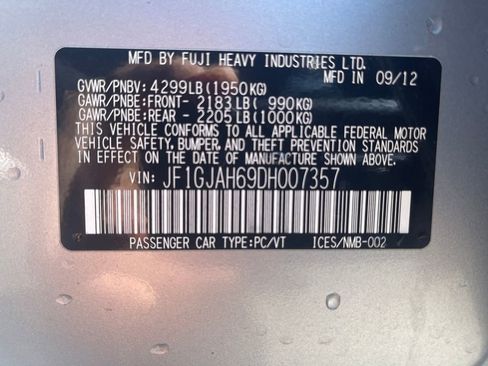 MFD BY FUJI HEAVY INDUSTRIES LTD.
MFD IN 09/12
GVWR/PNBV: 4299LB(1950KG)
GAWR/PNBE:FRONT- 2183LB( 990KG)
GAWR/PNBE:REAR - 2205LB(1000KG)
THIS VEHICLE CONFORMS TO ALL APPLICABLE FEDERAL MOTOR
VEHICLE SAFETY, BUMPER, AND THEFT PREVENTION STANDARDS
IN EFFECT ON THE DATE OF MANUFACTURE SHOWN ABOVE.
VIN: JF1GJAH69DH007357
PASSENGER CAR TYPE:PC/VT ICES/NMB-002